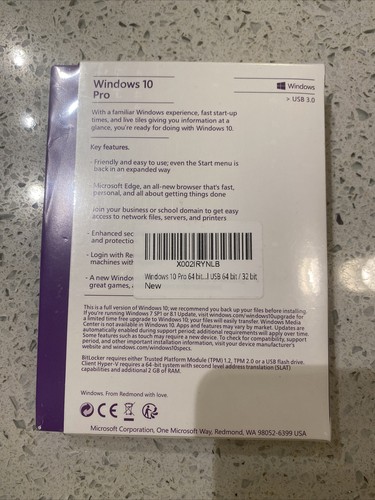 Windows 10
Pro
Windows
> USB 3.0
With a familiar Windows experience, fast start-up
times, and live tiles giving you information at a
glance, you're ready for doing with Windows 10.
Key features.
- Friendly and easy to use; even the Start menu is
back in an expanded way
- Microsoft Edge, an all-new browser that's fast,
personal, and all about getting things done
- Join your business or school domain to get easy
access to network files, servers, and printers
- Enhanced sec
and protectio
- Login with Re
machines with
- A new Window
great games,
X002IRYNLB
Windows 10 Pro 64 bit...l USB 64 bit / 32 bit,
New
This is a full version of Windows 10; we recommend you back up your files before installing.
If you're running Windows 7 SP1 or 8.1 Update, visit windows.com/windows10upgrade for
a limited time free upgrade to Windows 10; your files will easily transfer. Windows Media
Center is not available in Windows 10. Apps and features may vary by market. Updates are
automatically enabled during support period; additional requirements will apply over time.
Some features such as touch may require a new device. To check for compatibility, support
period, and other important installation information, visit your device manufacturer's
website and windows.com/windows10specs.
BitLocker requires either Trusted Platform Module (TPM) 1.2, TPM 2.0 or a USB flash drive.
Client Hyper-V requires a 64-bit system with second level address translation (SLAT)
capabilities and additional 2 GB of RAM.
Windows. From Redmond with love.
Microsoft Corporation, One Microsoft Way, Redmond, WA 98052-6399 USA